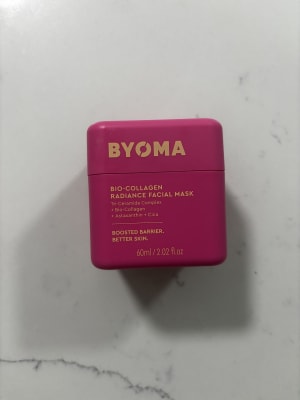 BYOMA
BIO-COLLAGEN
RADIANCE FACIAL MASK
Tri-Ceramide Complex
+ Bio-Collagen
+ Astaxanthin + Cica
BOOSTED BARRIER.
BETTER SKIN.
60ml / 2.02 fl.oz